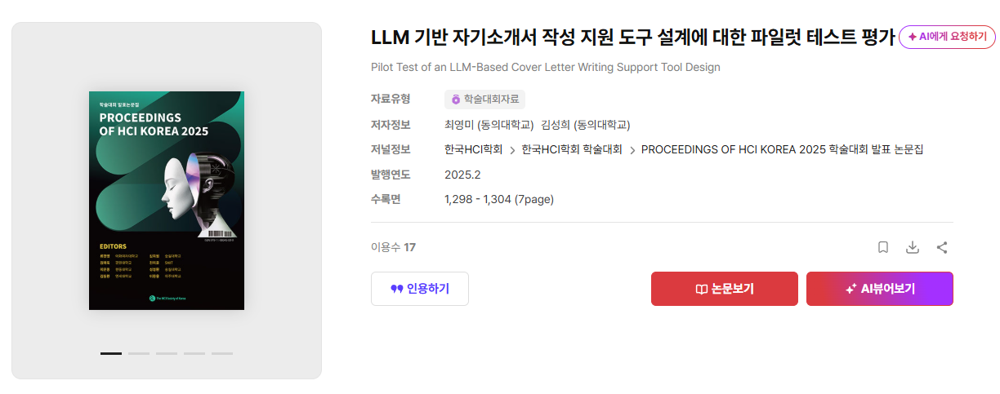 LLM 기반 자기소개서 작성 지원 도구 설계에 대한 파일럿 테스트 평가
AI에게 요청하기
Pilot Test of an LLM-Based Cover Letter Writing Support Tool Design
자료유형 학술대회자료
저자정보 최영미 (동의대학교) 김성희 (동의대학교)
저널정보 한국HCI학회 > 한국HCI학회 학술대회 > PROCEEDINGS OF HCI KOREA 2025 학술대회 발표 논문집
발행연도 2025.2
수록면 1,298 - 1,304 (7page)
이용수 17
인용하기
논문보기
AI뷰어보기
학술대회 발표논문집
PROCEEDINGS
OF HCI KOREA 2025
EDITORS
The HCI Society of Korea